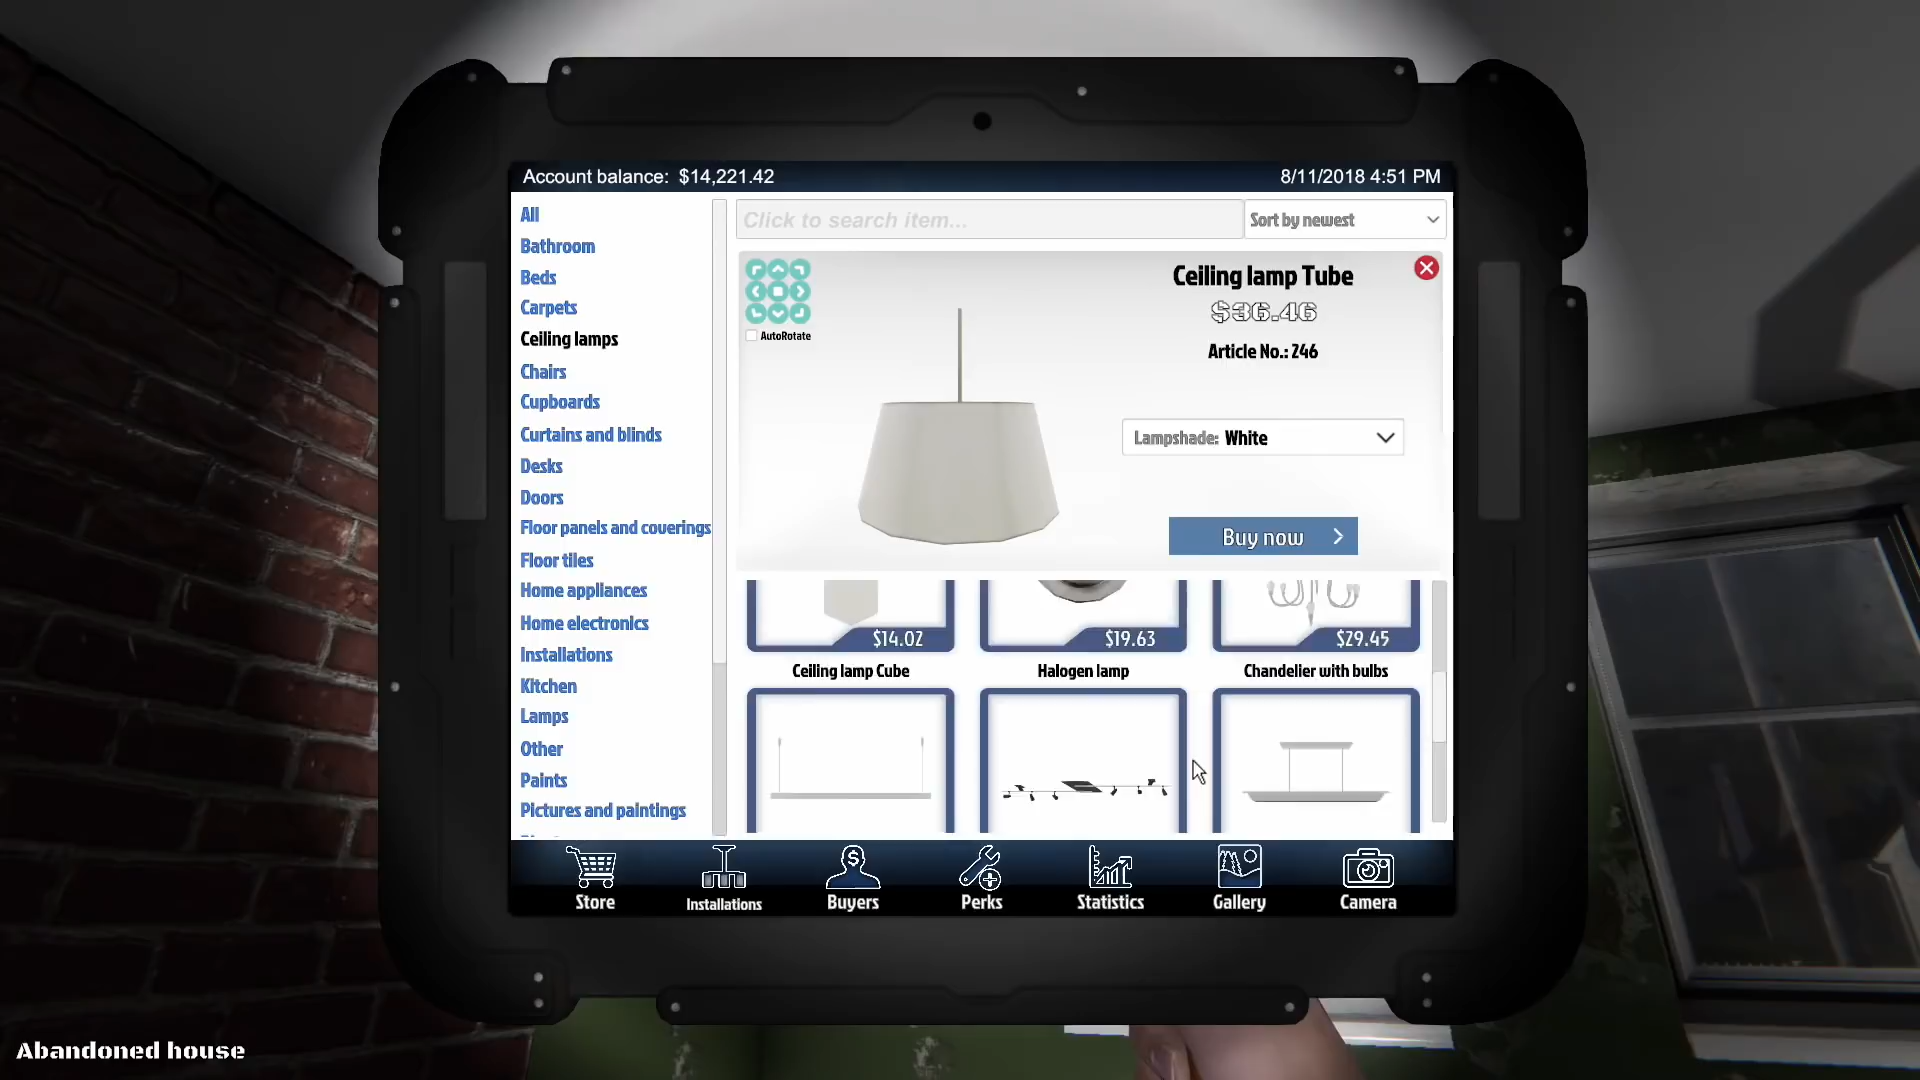 Account balance: $14,221.42
8/11/2018 4:51 PM
All
Bathroom
Beds
Carpets
Ceiling lamps
Chairs
Cupboards
Curtains and blinds
Desks
Doors
Floor panels and coverings
Floor tiles
Home appliances
Home electronics
Installations
Kitchen
Lamps
Other
Paints
Pictures and paintings
Click to search item...
Sort by newest
AutoRotate
Ceiling lamp Tube
$36.46
Article No.: 246
Lampshade: White
Buy now
$14.02
$19.63
$29.45
Ceiling lamp Cube
Halogen lamp
Chandelier with bulbs
Store
Installations
Buyers
Perks
Statistics
Gallery
Camera
Abandoned house